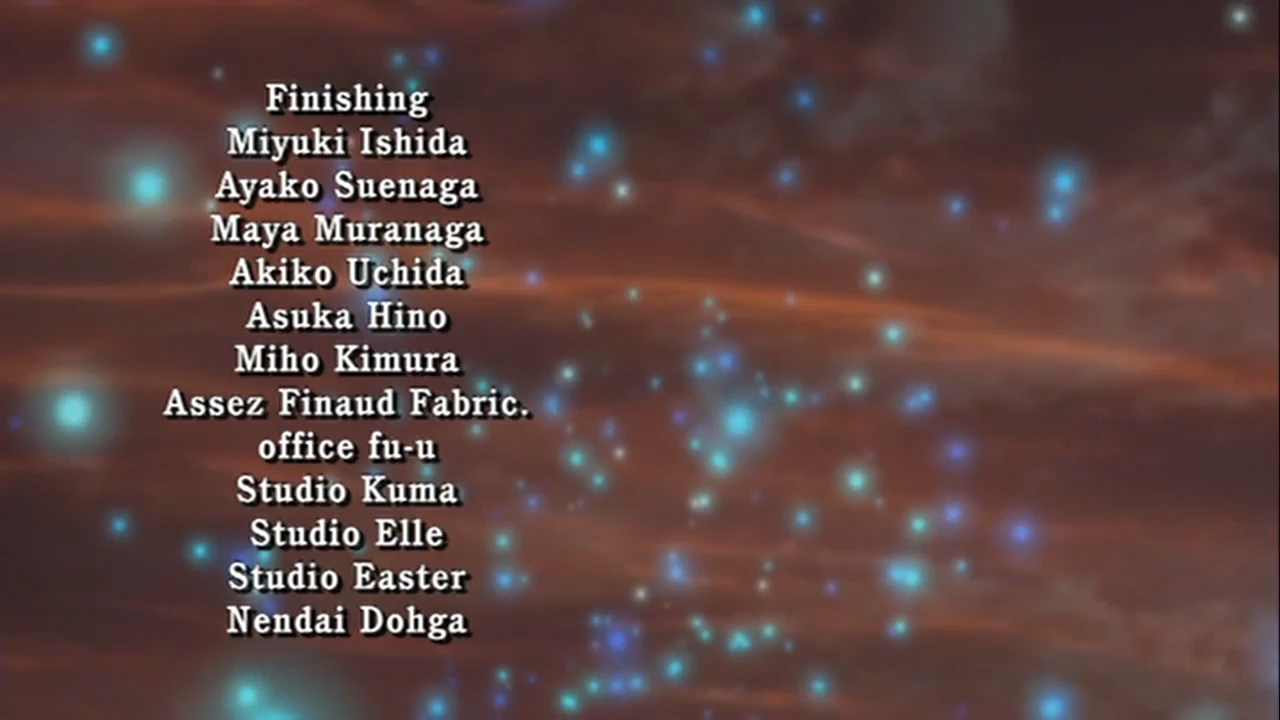 Finishing
Miyuki Ishida
Ayako Suenaga
Maya Muranaga
Akiko Uchida
Asuka Hino
Miho Kimura
Assez Finaud Fabric.
office fu-u
Studio Kuma
Studio Elle
Studio Easter
Nendai Dohga